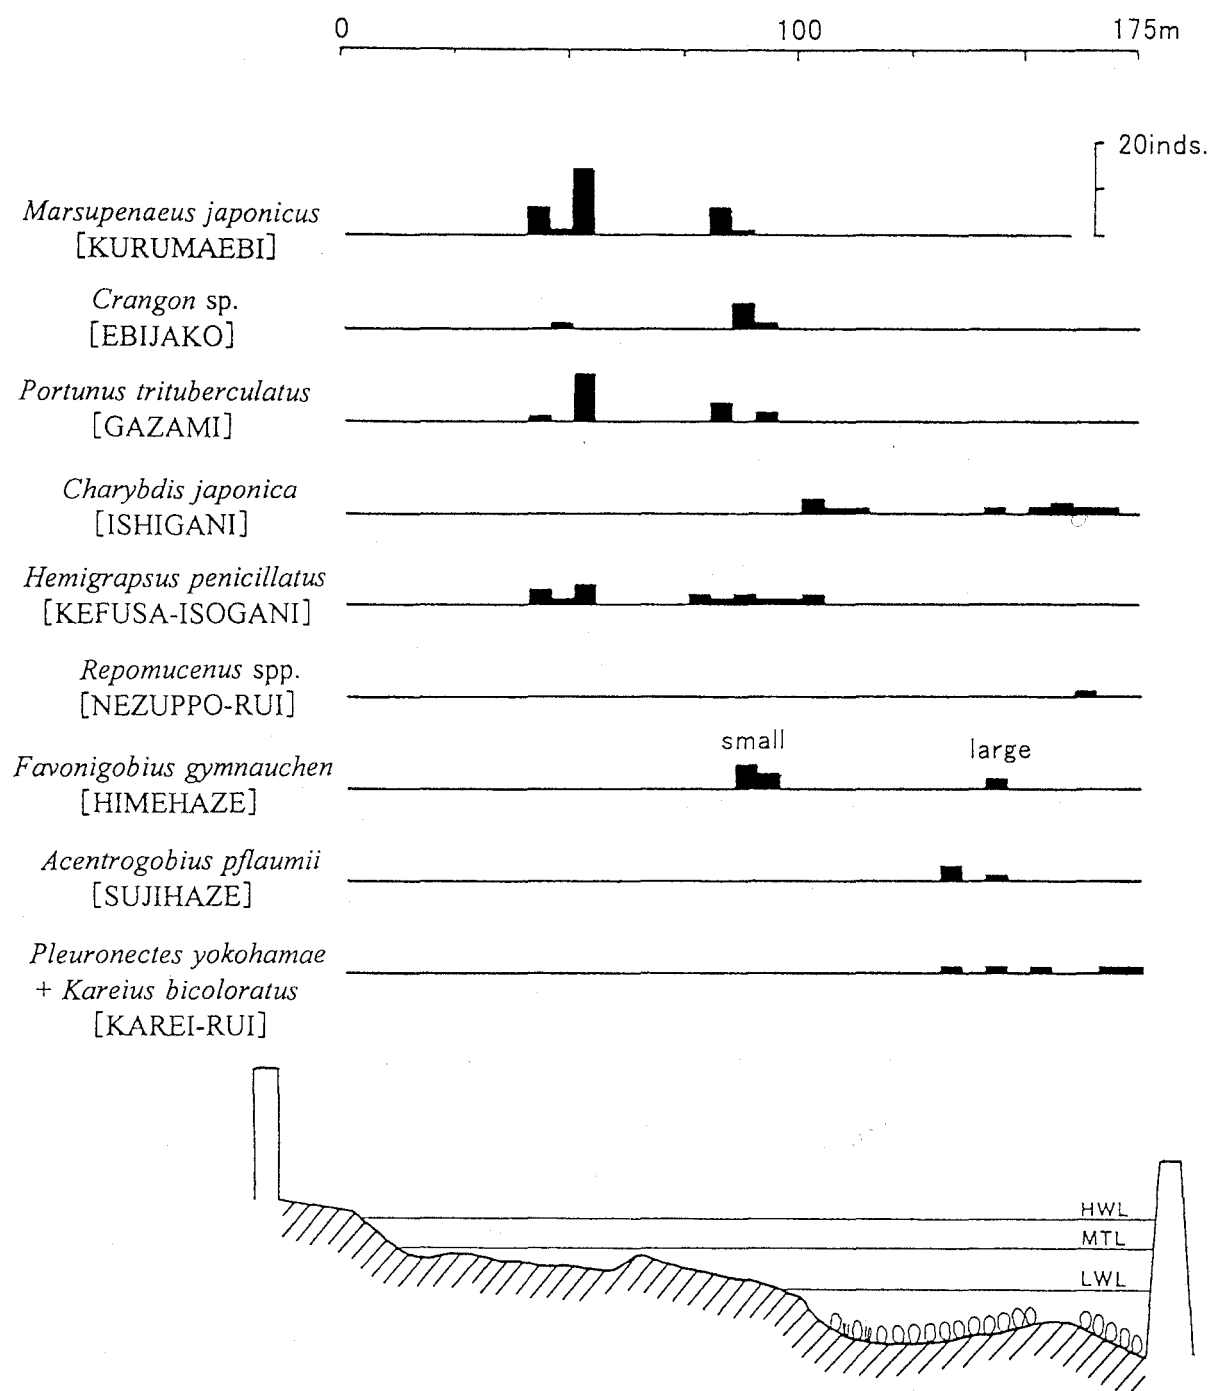 0 100 175m
20inds.
Marsupenaeus japonicus
[KURUMAEBI]
Crangon sp.
[EBIJAKO]
Portunus trituberculatus
[GAZAMI]
Charybdis japonica
[ISHIGANI]
Hemigrapsus penicillatus
[KEFUSA-ISOGANI]
Repomucenus spp.
[NEZUPPO-RUI]
small large
Favonigobius gymnauchen
[HIMEHAZE]
Acentrogobius pflaumii
[SUJIHAZE]
Pleuronectes yokohamae
+ Kareius bicoloratus
[KAREI-RUI]
HWL
MTL
LWL